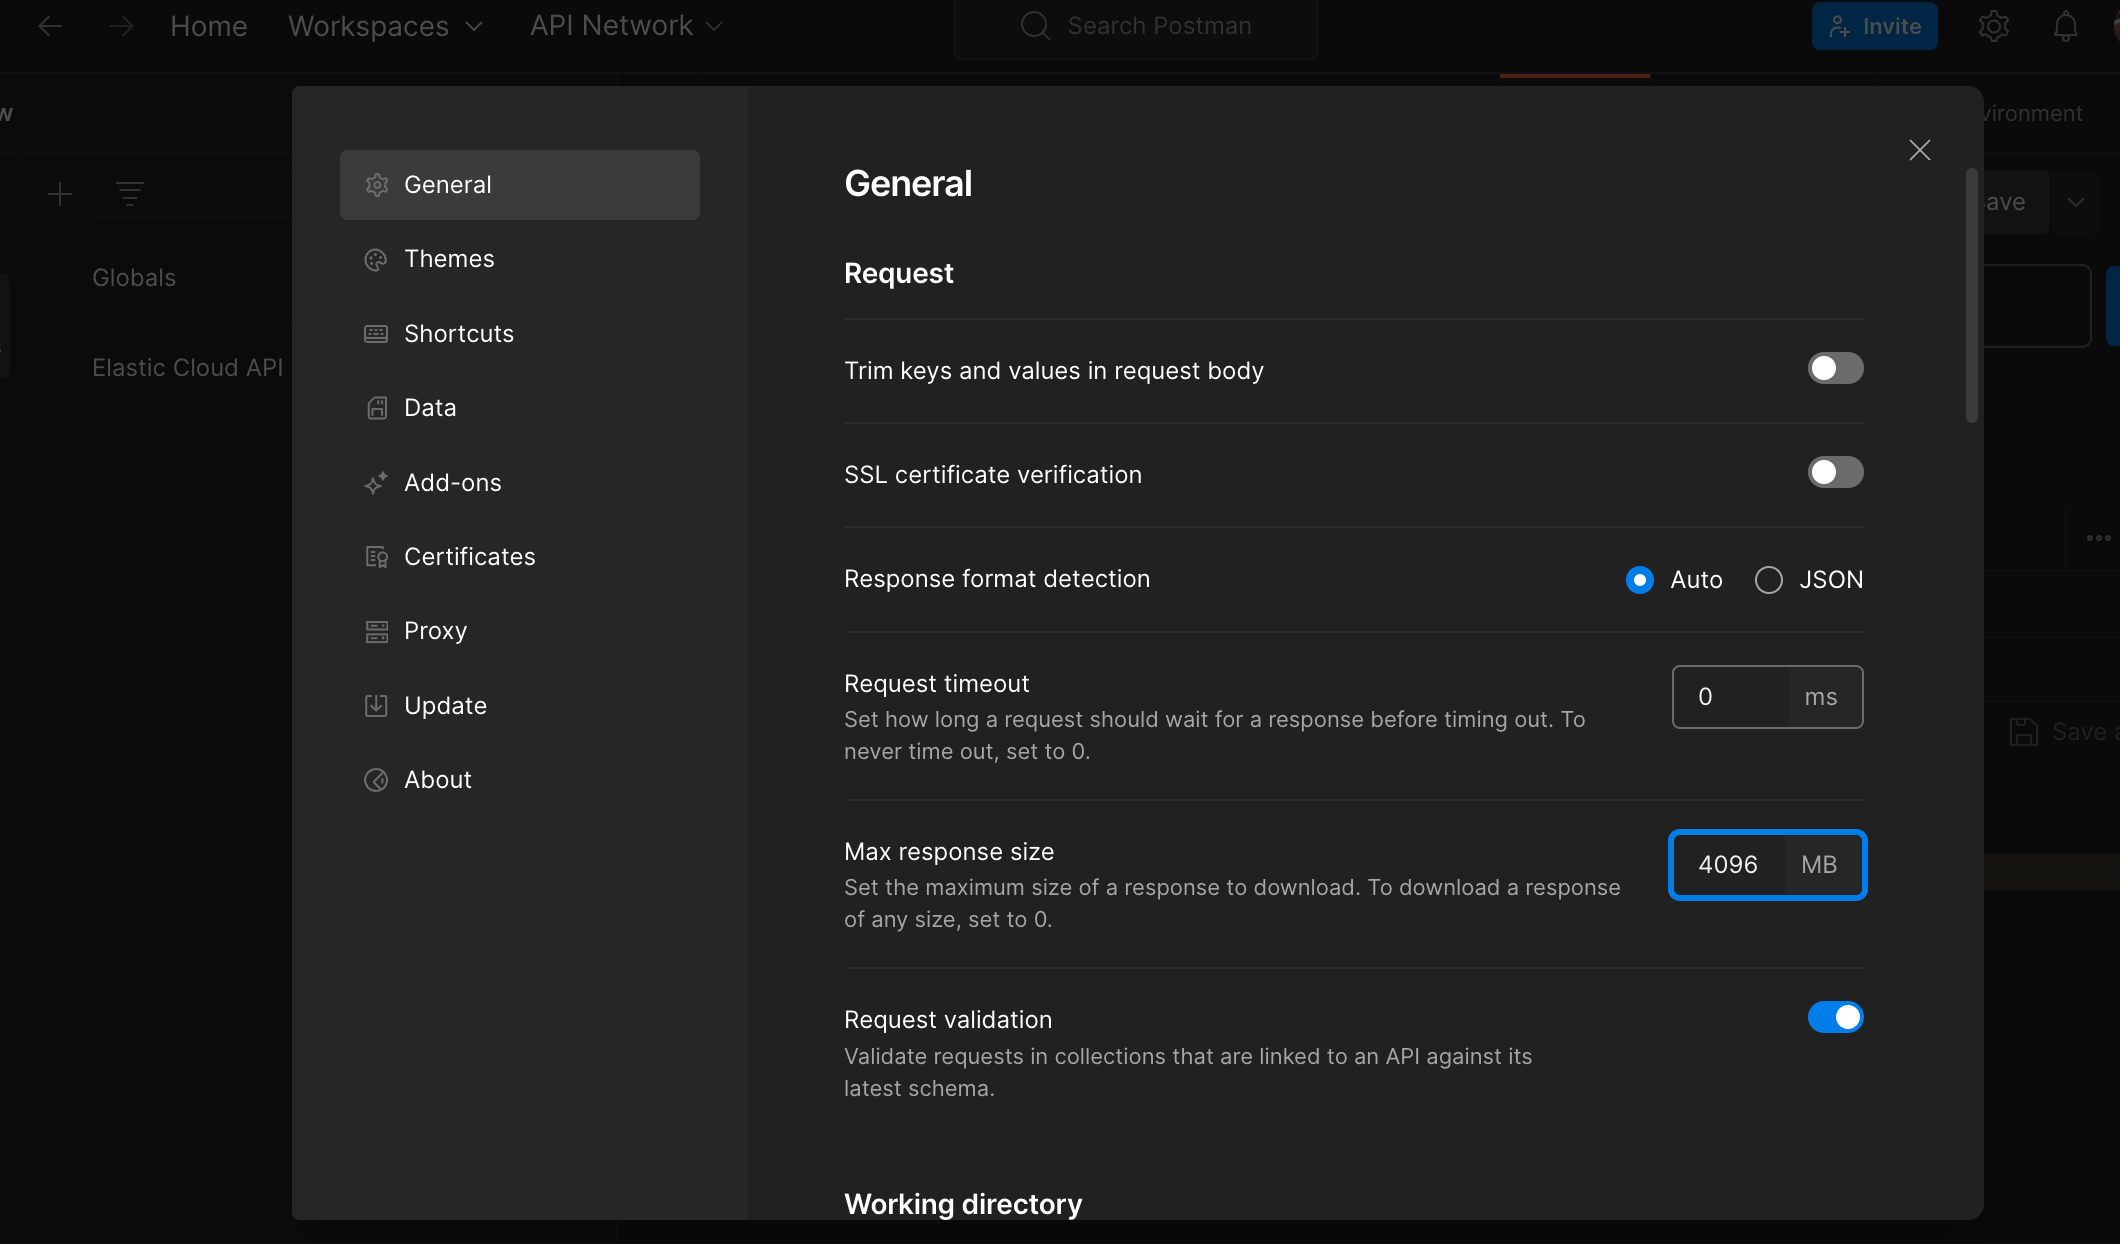 Home
Workspaces
API Network
Search Postman
Invite
General
Themes
Shortcuts
Data
Add-ons
Certificates
Proxy
Update
About
Globals
Elastic Cloud API
General
Request
Trim keys and values in request body
SSL certificate verification
Response format detection
Auto
JSON
Request timeout
Set how long a request should wait for a response before timing out. To
never time out, set to 0.
0 ms
Max response size
Set the maximum size of a response to download. To download a response
of any size, set to 0.
4096 MB
Request validation
Validate requests in collections that are linked to an API against its
latest schema.
Working directory
vironment
ave
Save